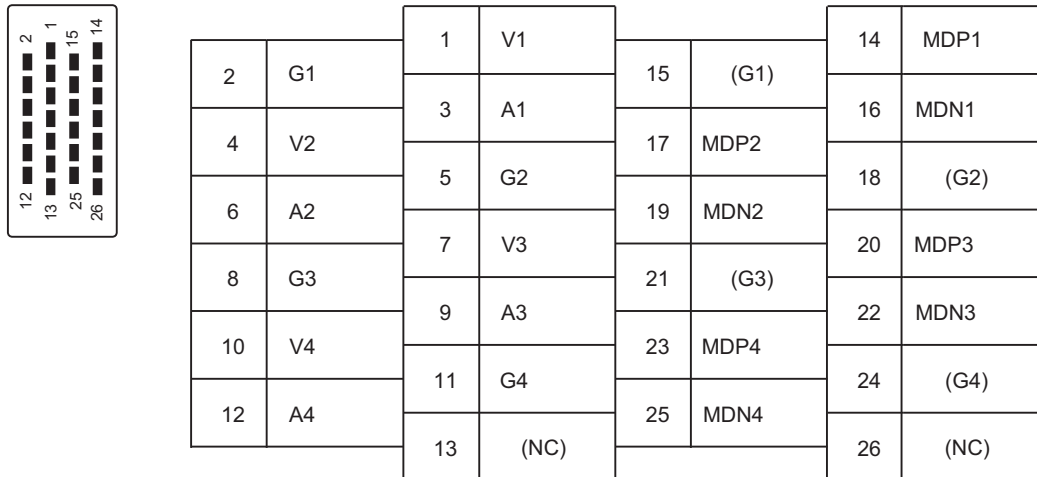 2 1 15 14
12 13 25 26
1 V1 14 MDP1
2 G1 15 (G1)
3 A1 16 MDN1
4 V2 17 MDP2
5 G2 18 (G2)
6 A2 19 MDN2
7 V3 20 MDP3
8 G3 21 (G3)
9 A3 22 MDN3
10 V4 23 MDP4
11 G4 24 (G4)
12 A4 25 MDN4
13 (NC) 26 (NC)